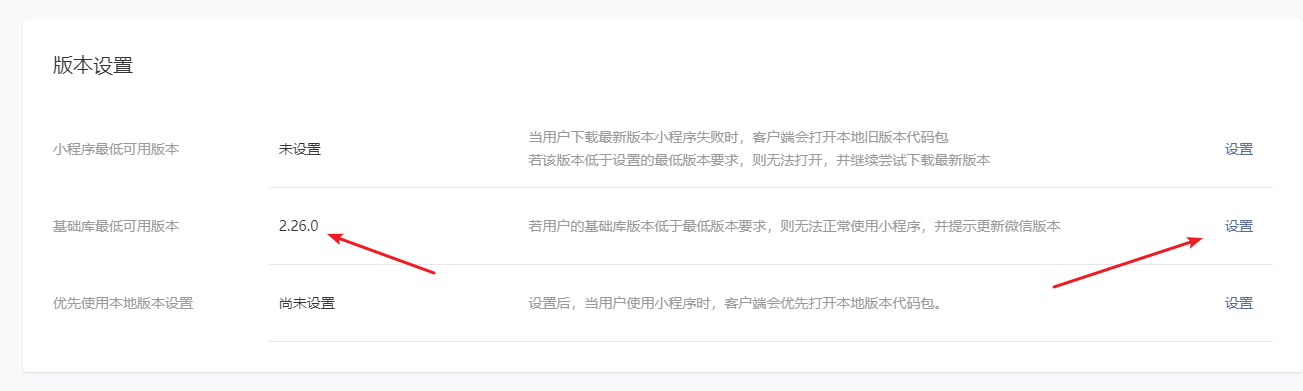 版本设置
小程序最低可用版本
未设置
当用户下载最新版本小程序失败时，客户端会打开本地旧版本代码包
若该版本低于设置的最低版本要求，则无法打开，并继续尝试下载最新版本
设置
基础库最低可用版本
2.26.0
若用户的基础库版本低于最低版本要求，则无法正常使用小程序，并提示更新微信版本
设置
优先使用本地版本设置
尚未设置
设置后，当用户使用小程序时，客户端会优先打开本地版本代码包。
设置